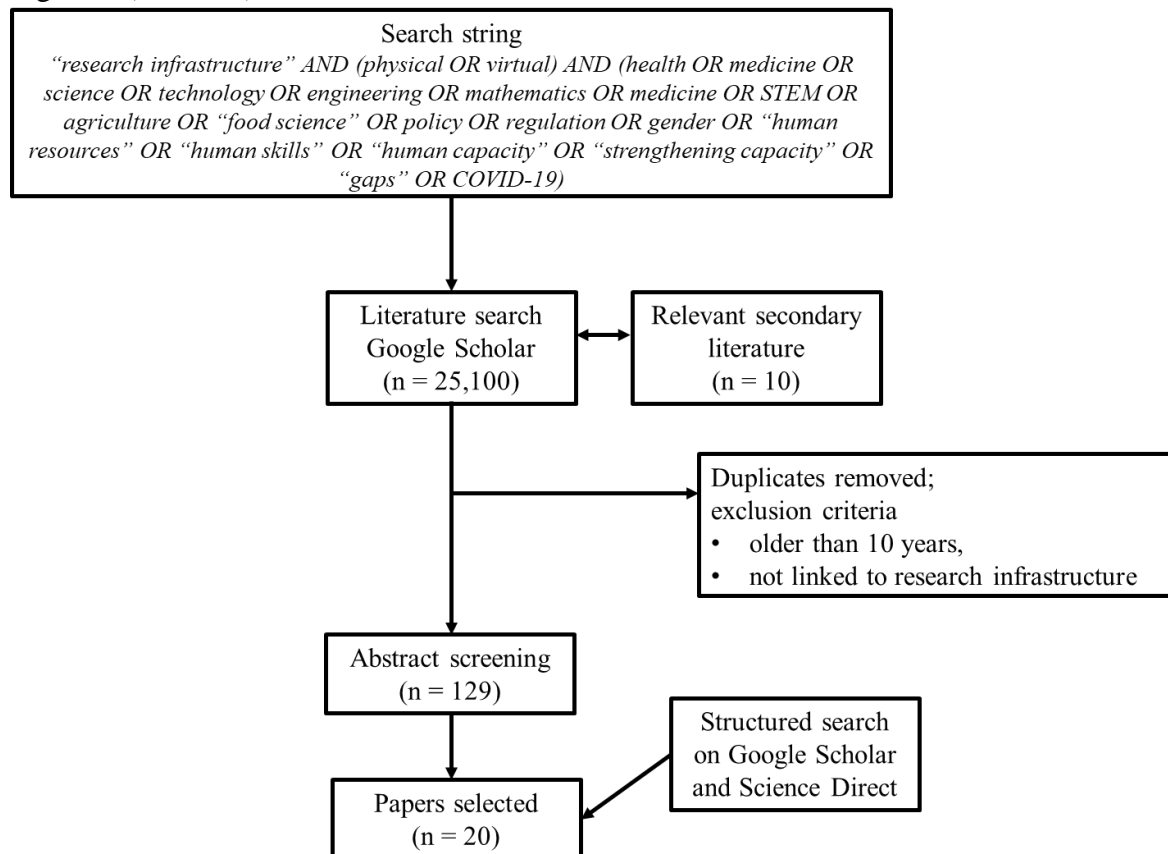 Search string
“research infrastructure” AND (physical OR virtual) AND (health OR medicine OR
science OR technology OR engineering OR mathematics OR medicine OR STEM OR
agriculture OR “food science” OR policy OR regulation OR gender OR “human
resources” OR “human skills” OR “human capacity” OR “strengthening capacity” OR
“gaps” OR COVID-19)
Literature search
Google Scholar
(n = 25,100)
Relevant secondary
literature
(n = 10)
Duplicates removed;
exclusion criteria
• older than 10 years,
• not linked to research infrastructure
Abstract screening
(n = 129)
Structured search
on Google Scholar
and Science Direct
Papers selected
(n = 20)